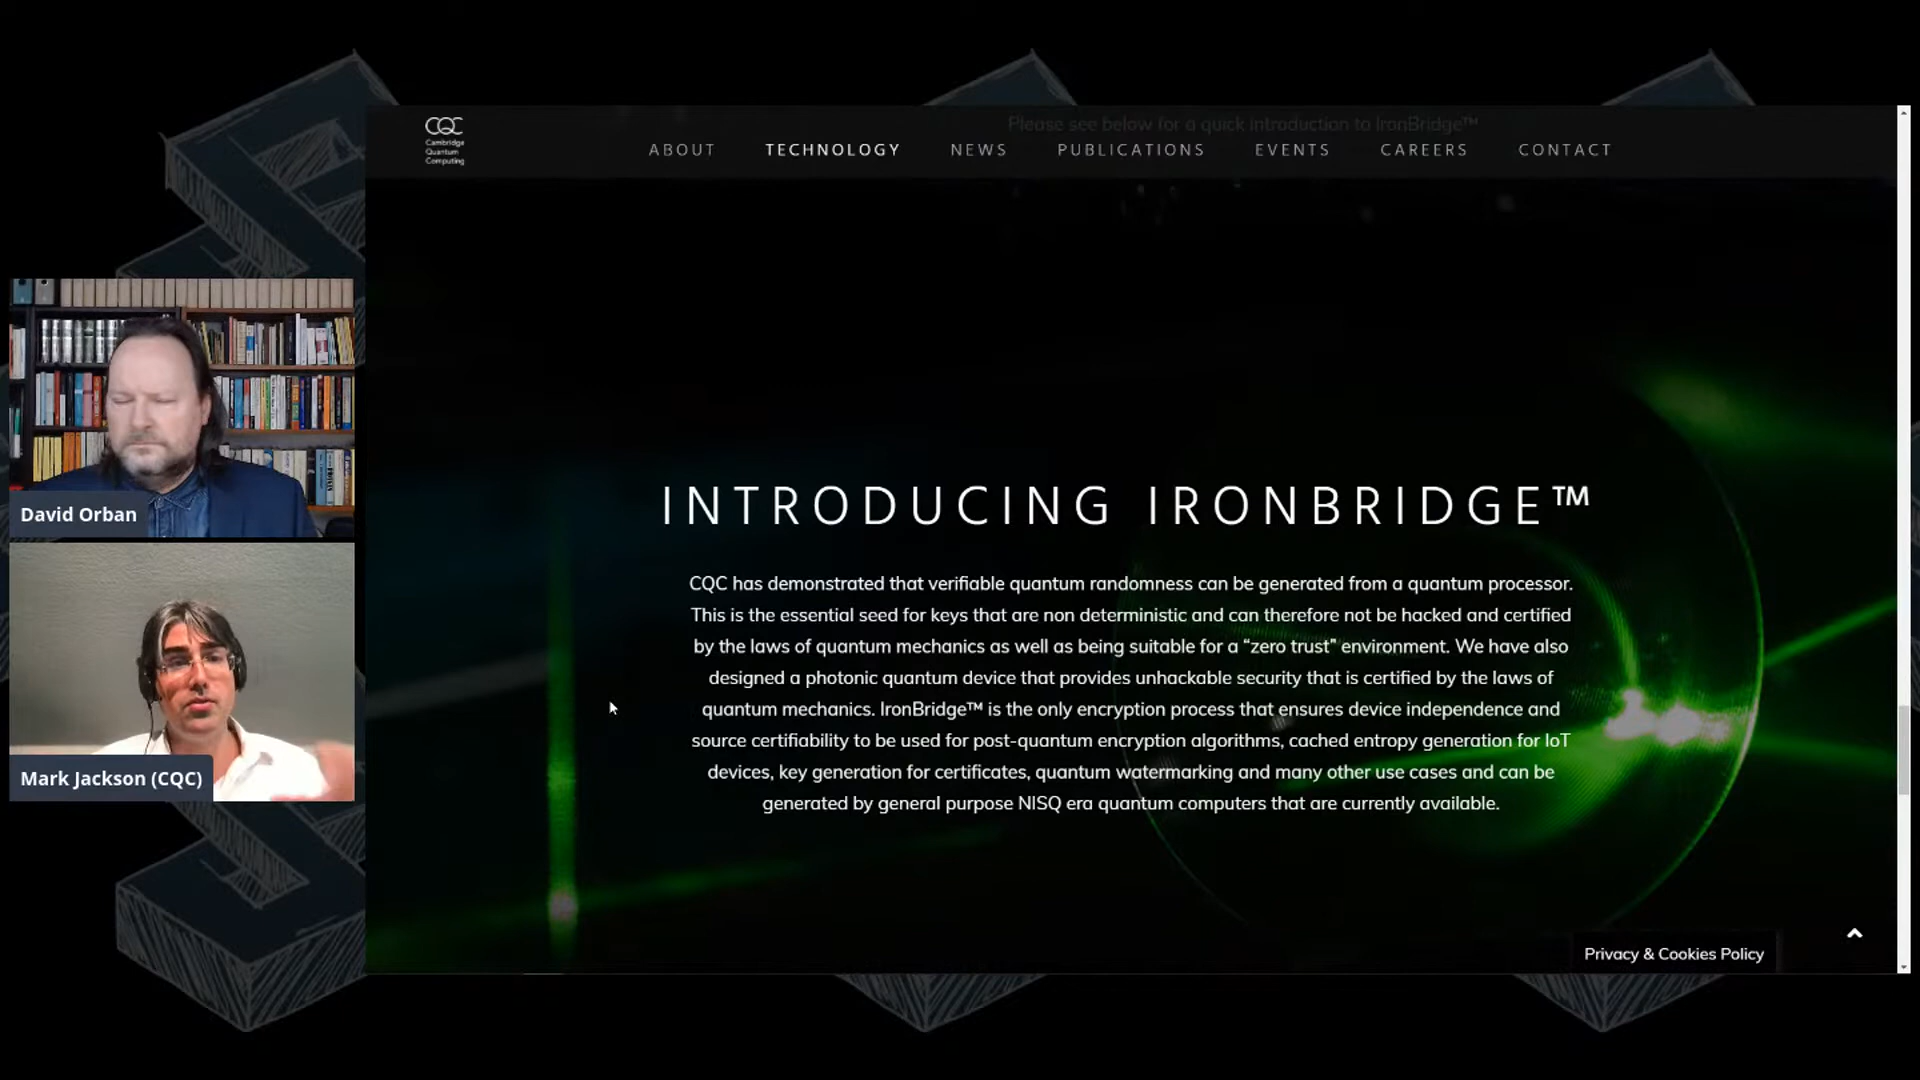 Please see below for a quick introduction to IronBridge™
CQC
Cambridge
Quantum
Computing
ABOUT TECHNOLOGY NEWS PUBLICATIONS EVENTS CAREERS CONTACT
INTRODUCING IRONBRIDGE™
CQC has demonstrated that verifiable quantum randomness can be generated from a quantum processor.
This is the essential seed for keys that are non deterministic and can therefore not be hacked and certified
by the laws of quantum mechanics as well as being suitable for a “zero trust” environment. We have also
designed a photonic quantum device that provides unhackable security that is certified by the laws of
quantum mechanics. IronBridge™ is the only encryption process that ensures device independence and
source certifiability to be used for post-quantum encryption algorithms, cached entropy generation for IoT
devices, key generation for certificates, quantum watermarking and many other use cases and can be
generated by general purpose NISQ era quantum computers that are currently available.
David Orban
Mark Jackson (CQC)
Privacy & Cookies Policy